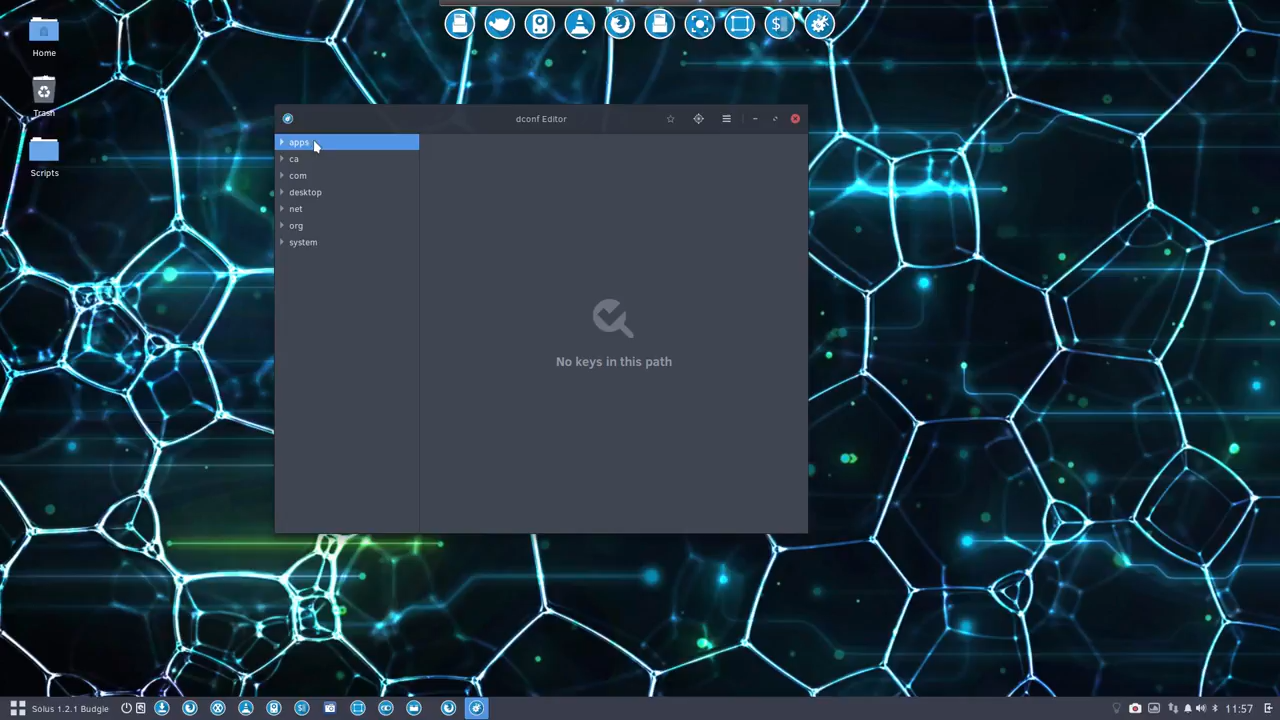 Home
Trash
Scripts
dconf Editor
apps
ca
com
desktop
net
org
system
No keys in this path
Solus 1.2.1 Budgie
11:57